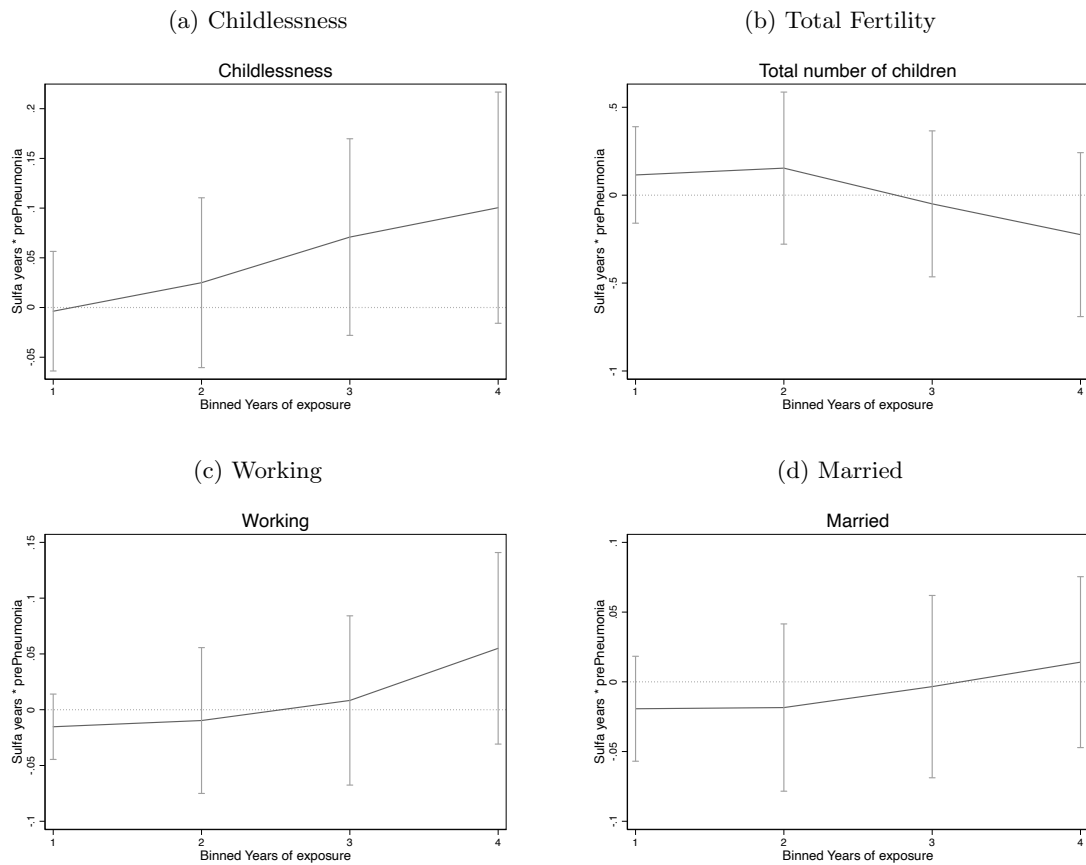 (a) Childlessness
Childlessness
Sulfa years * prePneumonia
.2
.15
.1
.05
0
-.05
1 2 3 4
Binned Years of exposure
(b) Total Fertility
Total number of children
Sulfa years * prePneumonia
.5
0
-.5
-1
1 2 3 4
Binned Years of exposure
(c) Working
Working
Sulfa years * prePneumonia
.15
.1
.05
0
-.05
-.1
1 2 3 4
Binned Years of exposure
(d) Married
Married
Sulfa years * prePneumonia
.1
.05
0
-.05
-.1
1 2 3 4
Binned Years of exposure